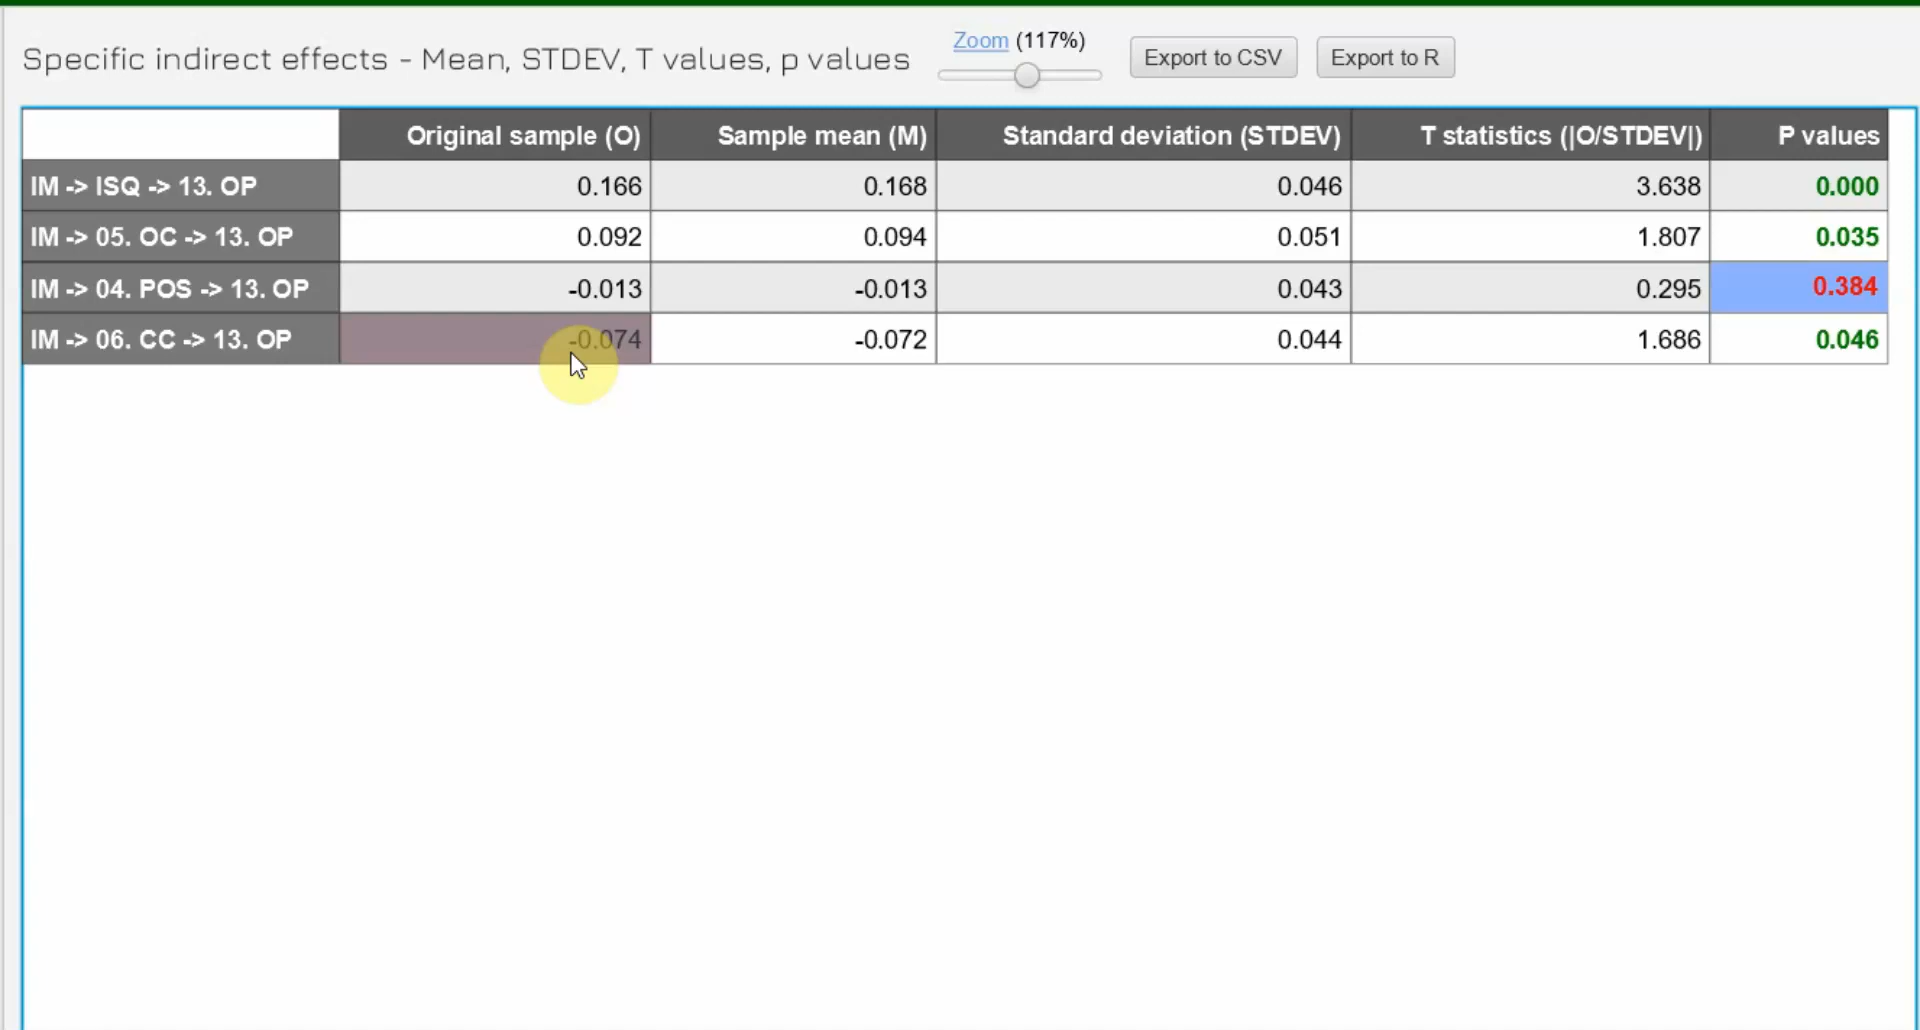 Specific indirect effects - Mean, STDEV, T values, p values
Zoom (117%)
Export to CSV
Export to R
Original sample (O) Sample mean (M) Standard deviation (STDEV) T statistics (|O/STDEV|) P values
IM -> ISQ -> 13. OP 0.166 0.168 0.046 3.638 0.000
IM -> 05. OC -> 13. OP 0.092 0.094 0.051 1.807 0.035
IM -> 04. POS -> 13. OP -0.013 -0.013 0.043 0.295 0.384
IM -> 06. CC -> 13. OP -0.074 -0.072 0.044 1.686 0.046